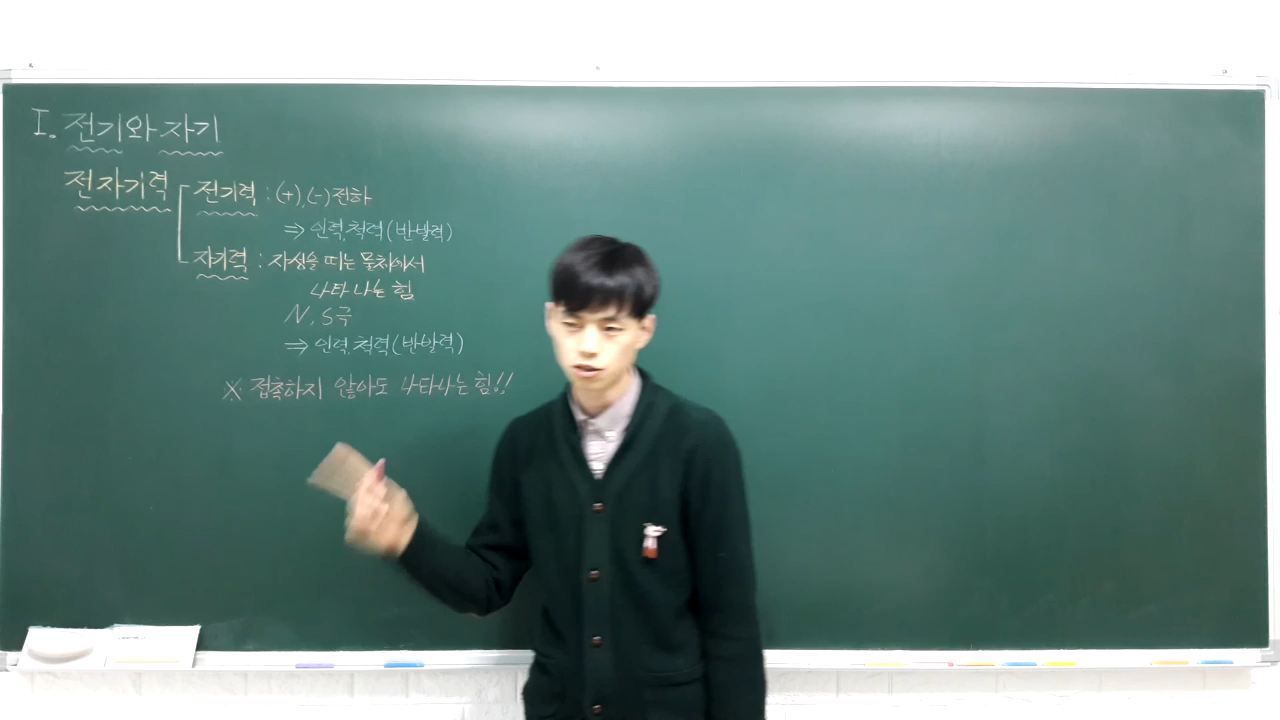 I. 전기와 자기
전자기력 전기력 : (+), (-) 전하
⇒ 인력, 척력 (반발력)
자기력 : 자성을 띠는 물체에서
나타나는 힘
N, S극
⇒ 인력, 척력 (반발력)
※ 접촉하지 않아도 나타나는 힘!!